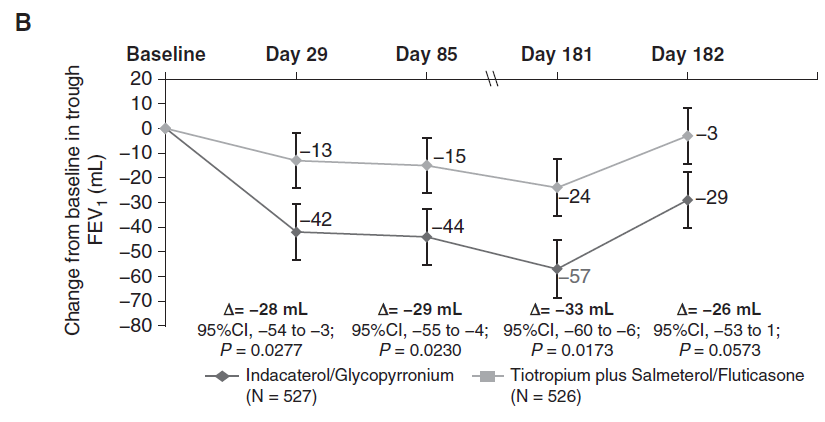 B
Baseline Day 29 Day 85 Day 181 Day 182
Change from baseline in trough
FEV₁ (mL)
20
10
0
−10
−20
−30
−40
−50
−60
−70
−80
−13
−15
−24
−3
−42
−44
−57
−29
Δ= −28 mL Δ= −29 mL Δ= −33 mL Δ= −26 mL
95%CI, −54 to −3; 95%CI, −55 to −4; 95%CI, −60 to −6; 95%CI, −53 to 1;
P = 0.0277 P = 0.0230 P = 0.0173 P = 0.0573
Indacaterol/Glycopyrronium Tiotropium plus Salmeterol/Fluticasone
(N = 527) (N = 526)